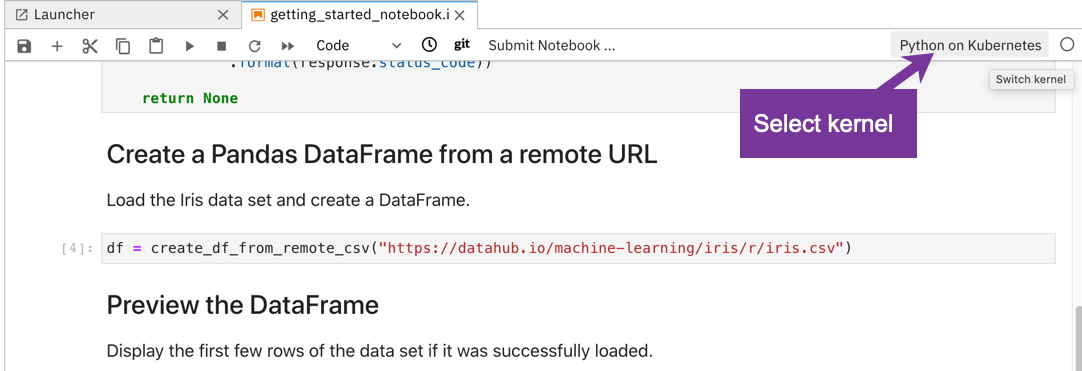 Launcher
getting_started_notebook.i
Code
git
Submit Notebook ...
Python on Kubernetes
Switch kernel
Select kernel
.format(response.status_code))
return None
Create a Pandas DataFrame from a remote URL
Load the Iris data set and create a DataFrame.
[4]: df = create_df_from_remote_csv("https://datahub.io/machine-learning/iris/r/iris.csv")
Preview the DataFrame
Display the first few rows of the data set if it was successfully loaded.